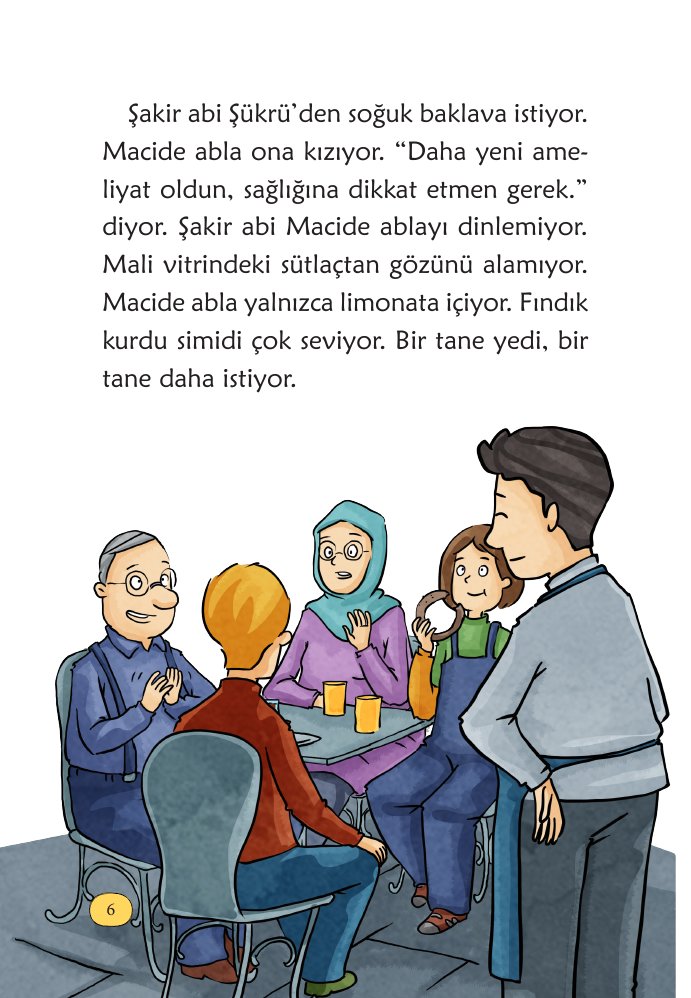 Şakir abi Şükrü’den soğuk baklava istiyor.
Macide abla ona kızıyor. “Daha yeni ame-
liyat oldun, sağlığına dikkat etmen gerek.”
diyor. Şakir abi Macide ablayı dinlemiyor.
Mali vitrindeki sütlaçtan gözünü alamıyor.
Macide abla yalnızca limonata içiyor. Fındık
kurdu simidi çok seviyor. Bir tane yedi, bir
tane daha istiyor.
6